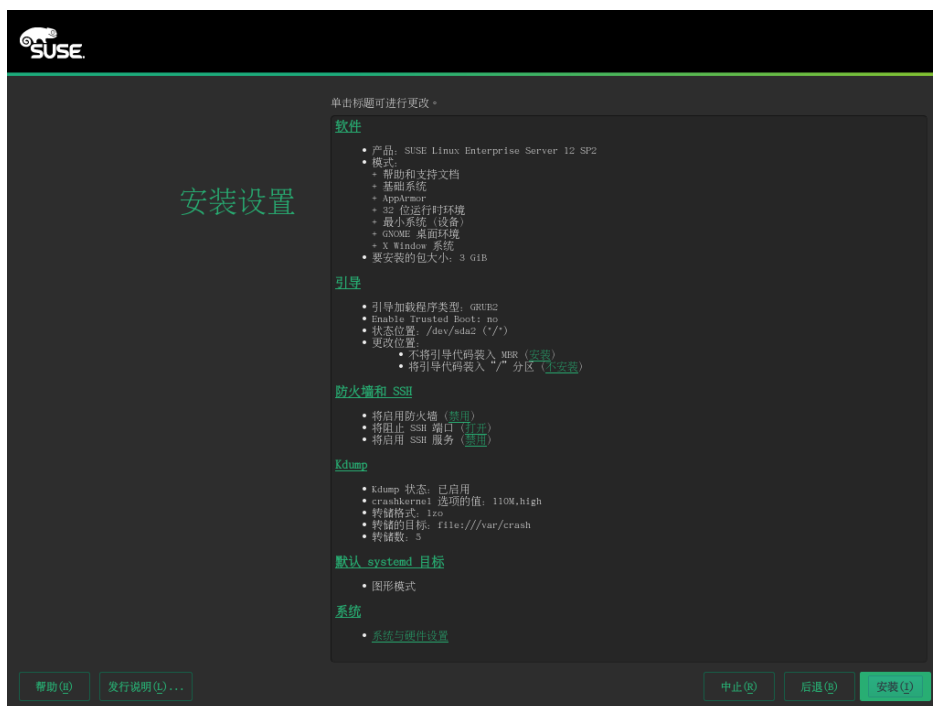 SUSE.
单击标题可进行更改。
安装设置
软件
• 产品: SUSE Linux Enterprise Server 12 SP2
• 模式:
+ 帮助和支持文档
+ 基础系统
+ AppArmor
+ 32 位运行时环境
+ 最小系统（设备）
+ GNOME 桌面环境
+ X Window 系统
• 要安装的包大小: 3 GiB
引导
• 引导加载程序类型: GRUB2
• Enable Trusted Boot: no
• 状态位置: /dev/sda2 ("/")
• 更改位置:
• 不将引导代码装入 MBR（安装）
• 将引导代码装入 "/" 分区（不安装）
防火墙和 SSH
• 将启用防火墙（禁用）
• 将阻止 SSH 端口（打开）
• 将启用 SSH 服务（禁用）
Kdump
• Kdump 状态: 已启用
• crashkernel 选项的值: 110M,high
• 转储格式: lzo
• 转储的目标: file:///var/crash
• 转储数: 5
默认 systemd 目标
• 图形模式
系统
• 系统与硬件设置
帮助(H) 发行说明(L)... 中止(R) 后退(B) 安装(I)